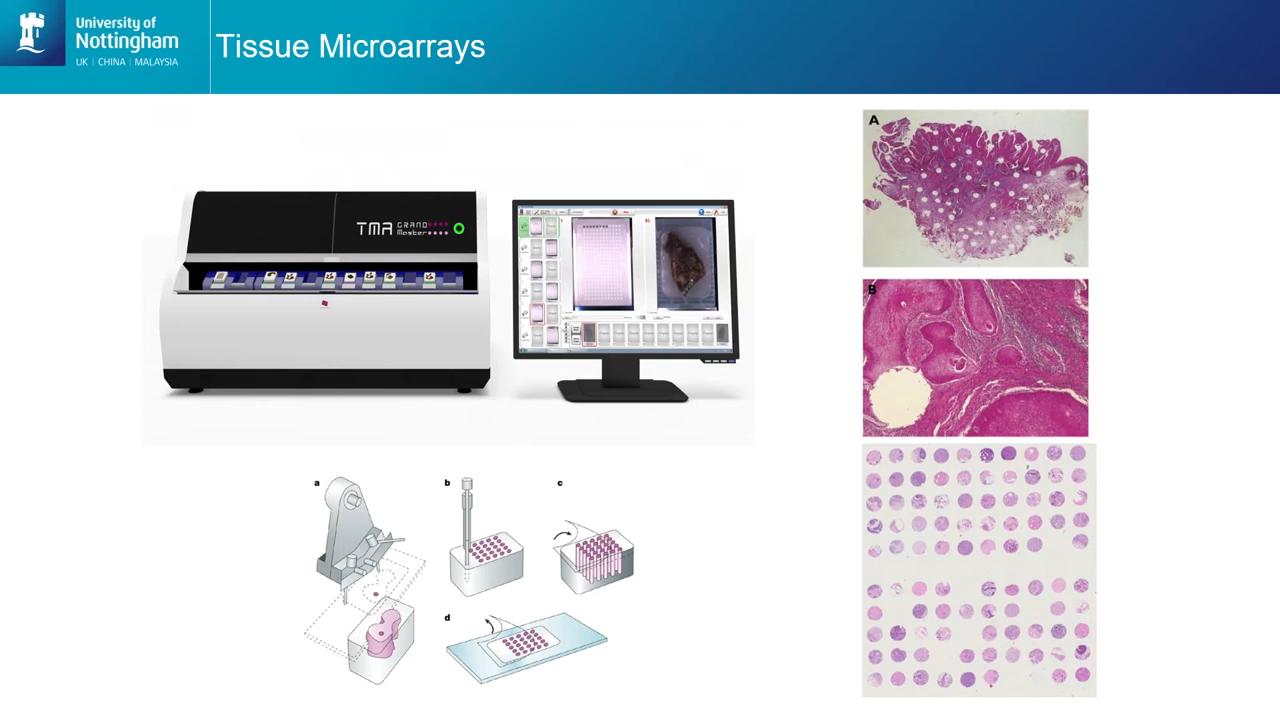 University of
Nottingham
UK | CHINA | MALAYSIA
Tissue Microarrays
TMA GRAND
Master
A
B
a
b
c
d